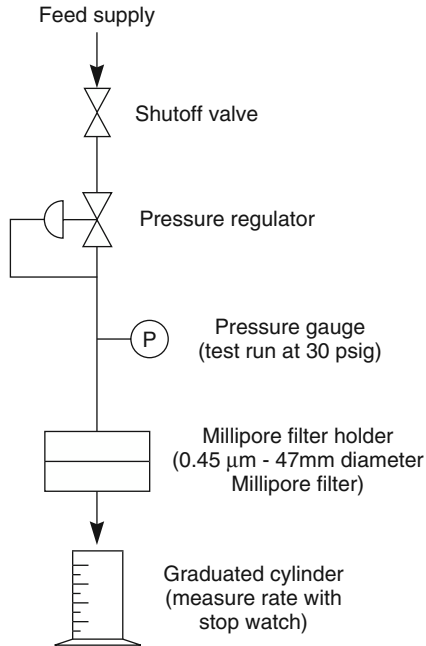 Feed supply
Shutoff valve
Pressure regulator
P
Pressure gauge
(test run at 30 psig)
Millipore filter holder
(0.45 μm - 47mm diameter
Millipore filter)
Graduated cylinder
(measure rate with
stop watch)